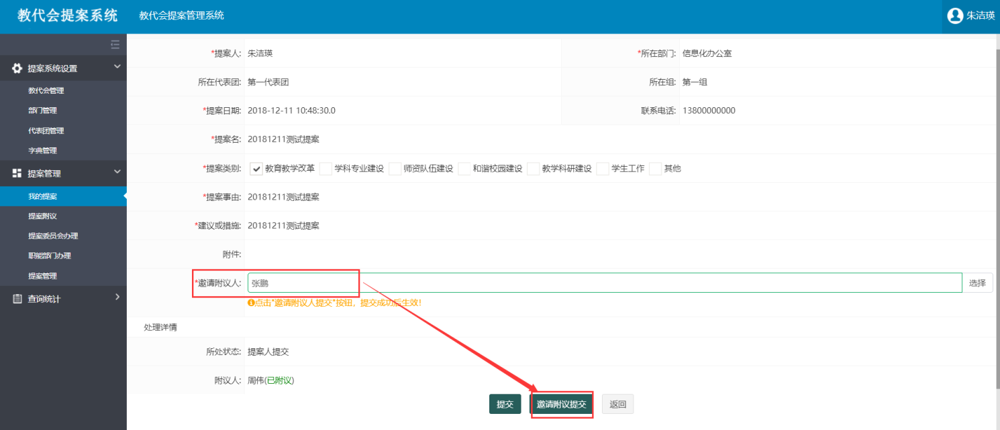 教代会提案系统 教代会提案管理系统 朱洁瑛
提案系统设置
教代会管理
部门管理
代表团管理
字典管理
提案管理
我的提案
提案附议
提案委员会办理
职能部门办理
提案管理
查询统计
*提案人: 朱洁瑛 *所在部门: 信息化办公室
所在代表团: 第一代表团 所在组: 第一组
*提案日期: 2018-12-11 10:48:30.0 联系电话: 13800000000
*提案名: 20181211测试提案
*提案类别: 教育教学改革 学科专业建设 师资队伍建设 和谐校园建设 教学科研建设 学生工作 其他
*提案事由: 20181211测试提案
*建议或措施: 20181211测试提案
附件:
*邀请附议人: 张鹏 选择
点击"邀请附议人提交"按钮，提交成功后生效!
处理详情
所处状态: 提案人提交
附议人: 周伟(已附议)
提交 邀请附议提交 返回